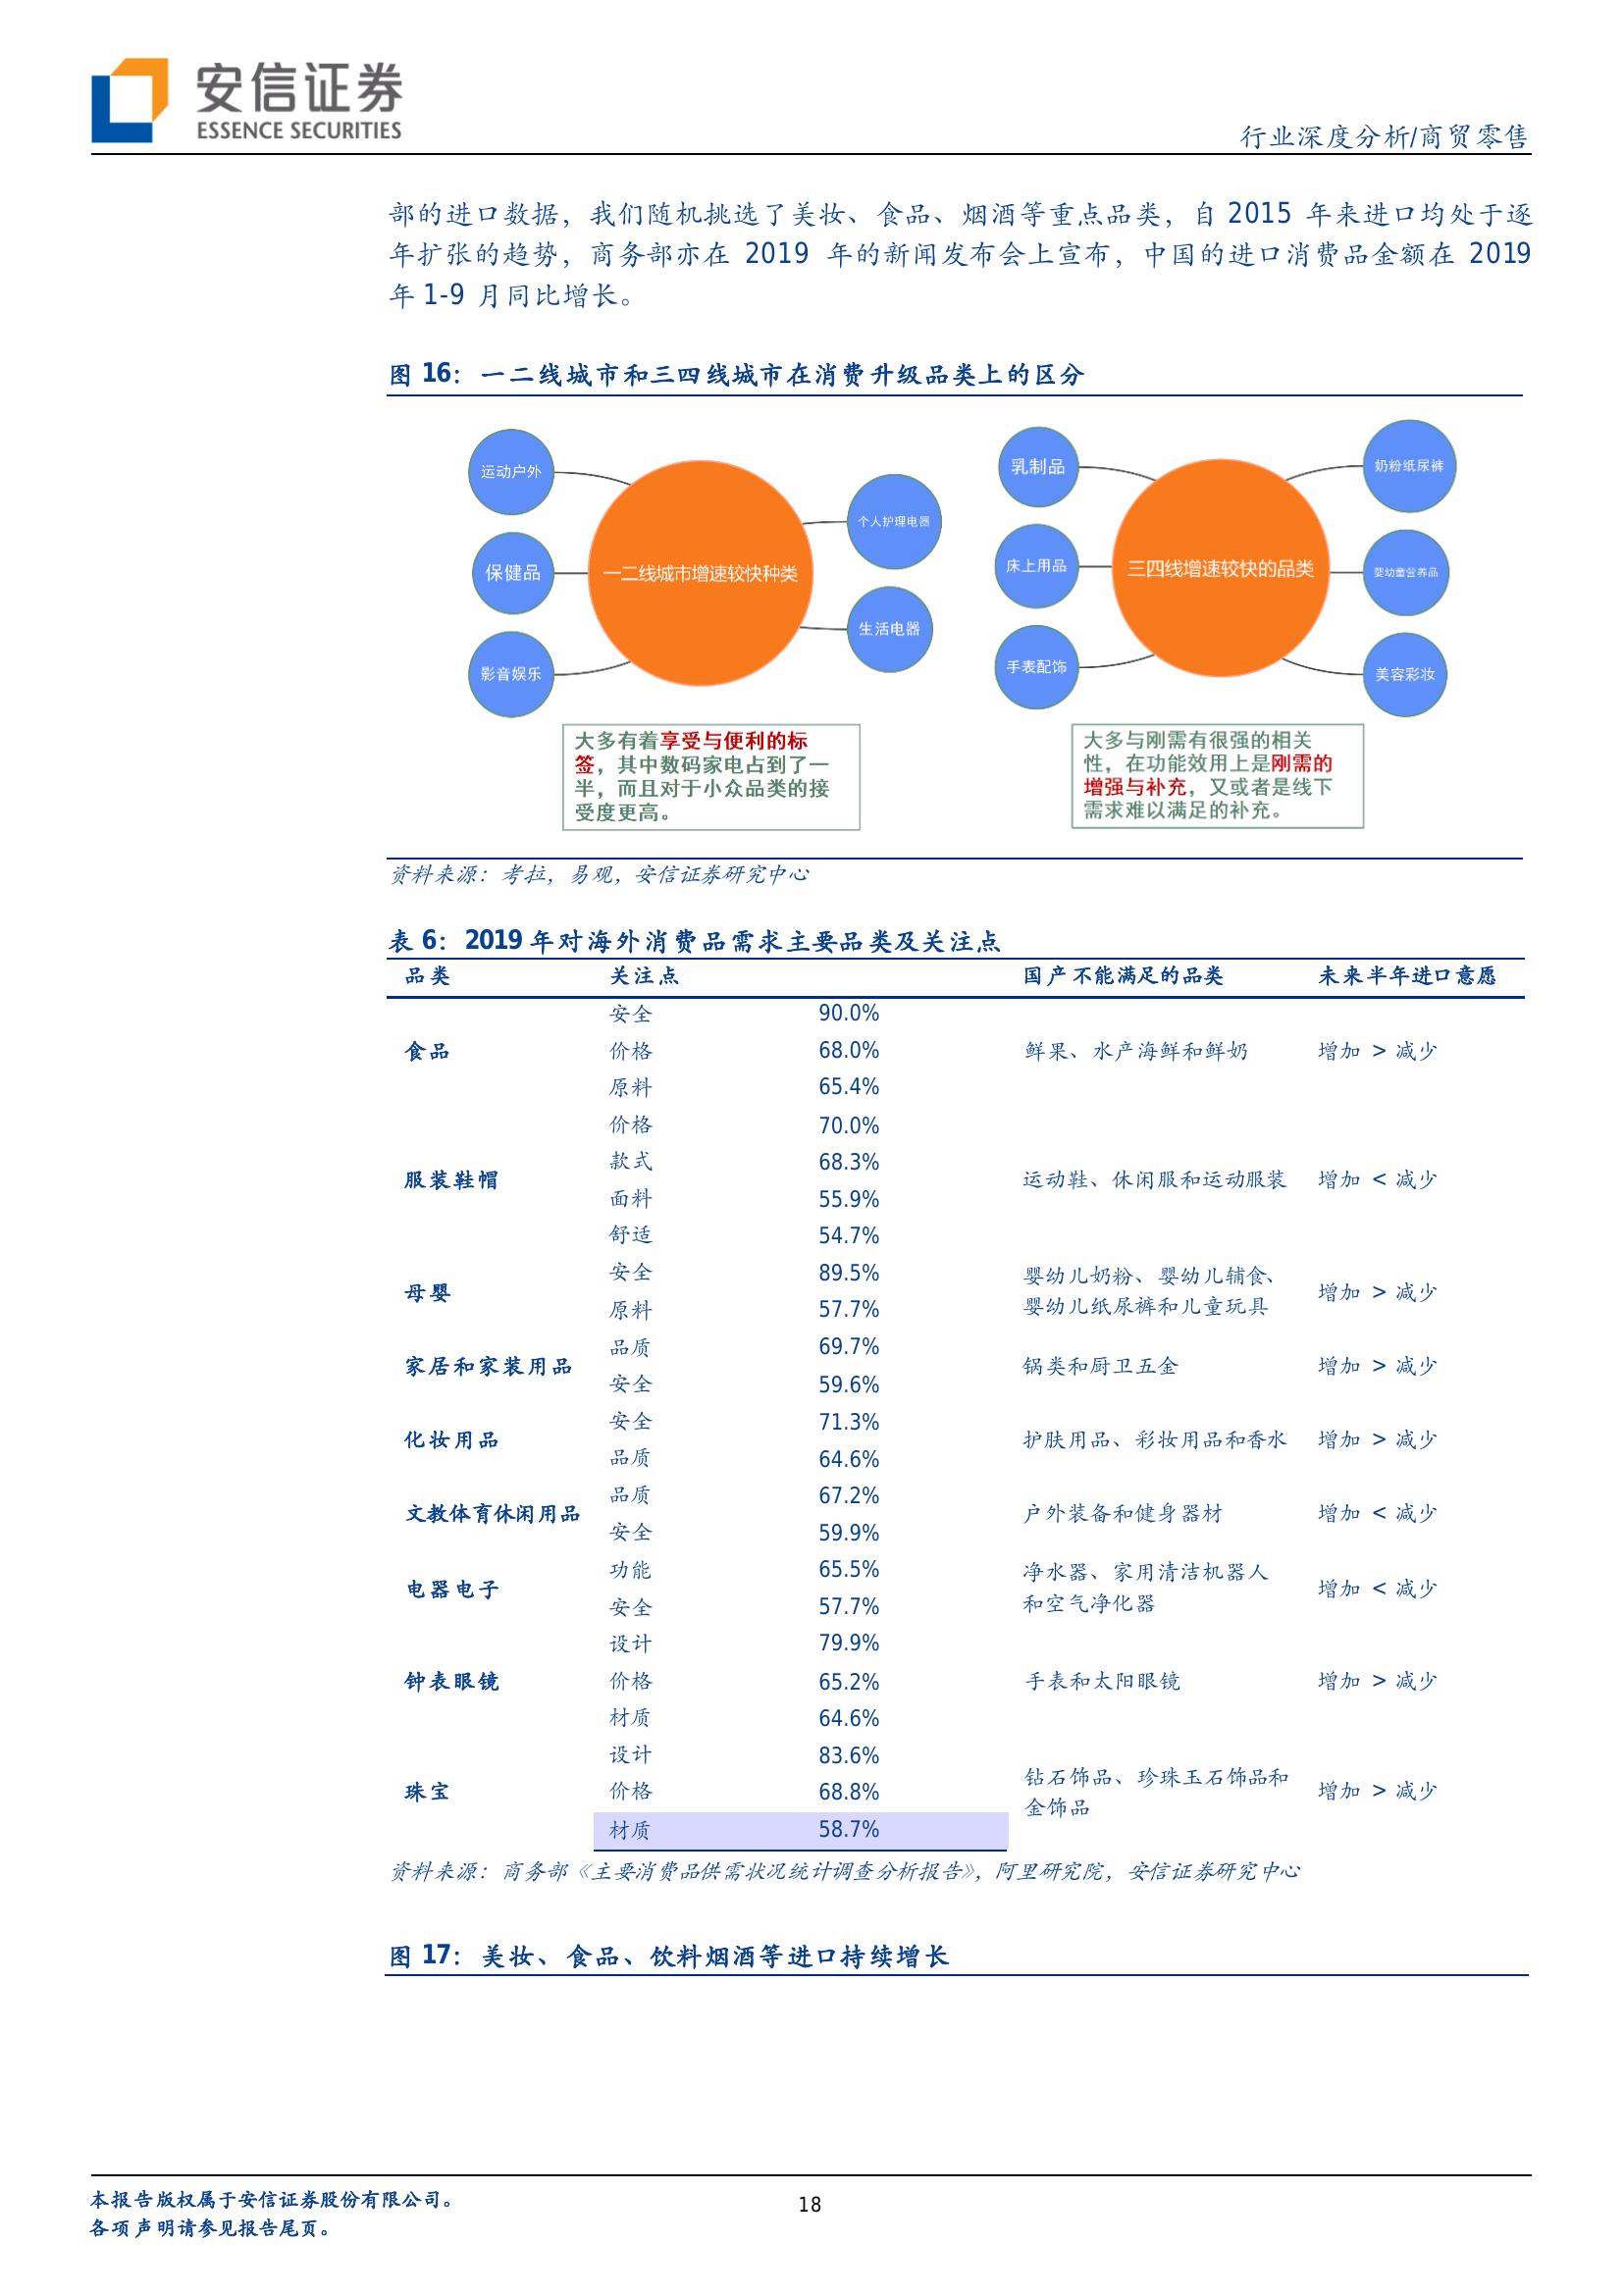 安信证券
ESSENCE SECURITIES
行业深度分析/商贸零售
部的进口数据，我们随机挑选了美妆、食品、烟酒等重点品类，自 2015 年来进口均处于逐
年扩张的趋势，商务部亦在 2019 年的新闻发布会上宣布，中国的进口消费品金额在 2019
年 1-9 月同比增长。
图 16：一二线城市和三四线城市在消费升级品类上的区分
运动户外
保健品
影音娱乐
一二线城市增速较快种类
个人护理电器
生活电器
大多有着享受与便利的标
签，其中数码家电占到了一
半，而且对于小众品类的接
受度更高。
乳制品
床上用品
手表配饰
三四线增速较快的品类
奶粉纸尿裤
婴幼童营养品
美容彩妆
大多与刚需有很强的相关
性，在功能效用上是刚需的
增强与补充，又或者是线下
需求难以满足的补充。
资料来源：考拉，易观，安信证券研究中心
表 6：2019 年对海外消费品需求主要品类及关注点
品类 关注点 国产不能满足的品类 未来半年进口意愿
安全 90.0%
食品 价格 68.0% 鲜果、水产海鲜和鲜奶 增加 > 减少
原料 65.4%
价格 70.0%
款式 68.3%
服装鞋帽 运动鞋、休闲服和运动服装 增加 < 减少
面料 55.9%
舒适 54.7%
安全 89.5% 婴幼儿奶粉、婴幼儿辅食、
母婴 增加 > 减少
原料 57.7% 婴幼儿纸尿裤和儿童玩具
品质 69.7%
家居和家装用品 锅类和厨卫五金 增加 > 减少
安全 59.6%
安全 71.3%
化妆用品 护肤用品、彩妆用品和香水 增加 > 减少
品质 64.6%
品质 67.2%
文教体育休闲用品 户外装备和健身器材 增加 < 减少
安全 59.9%
功能 65.5% 净水器、家用清洁机器人
电器电子 增加 < 减少
安全 57.7% 和空气净化器
设计 79.9%
钟表眼镜 价格 65.2% 手表和太阳眼镜 增加 > 减少
材质 64.6%
设计 83.6% 钻石饰品、珍珠玉石饰品和
珠宝 价格 68.8% 增加 > 减少
金饰品
材质 58.7%
资料来源：商务部《主要消费品供需状况统计调查分析报告》，阿里研究院，安信证券研究中心
图 17：美妆、食品、饮料烟酒等进口持续增长
本报告版权属于安信证券股份有限公司。
18
各项声明请参见报告尾页。